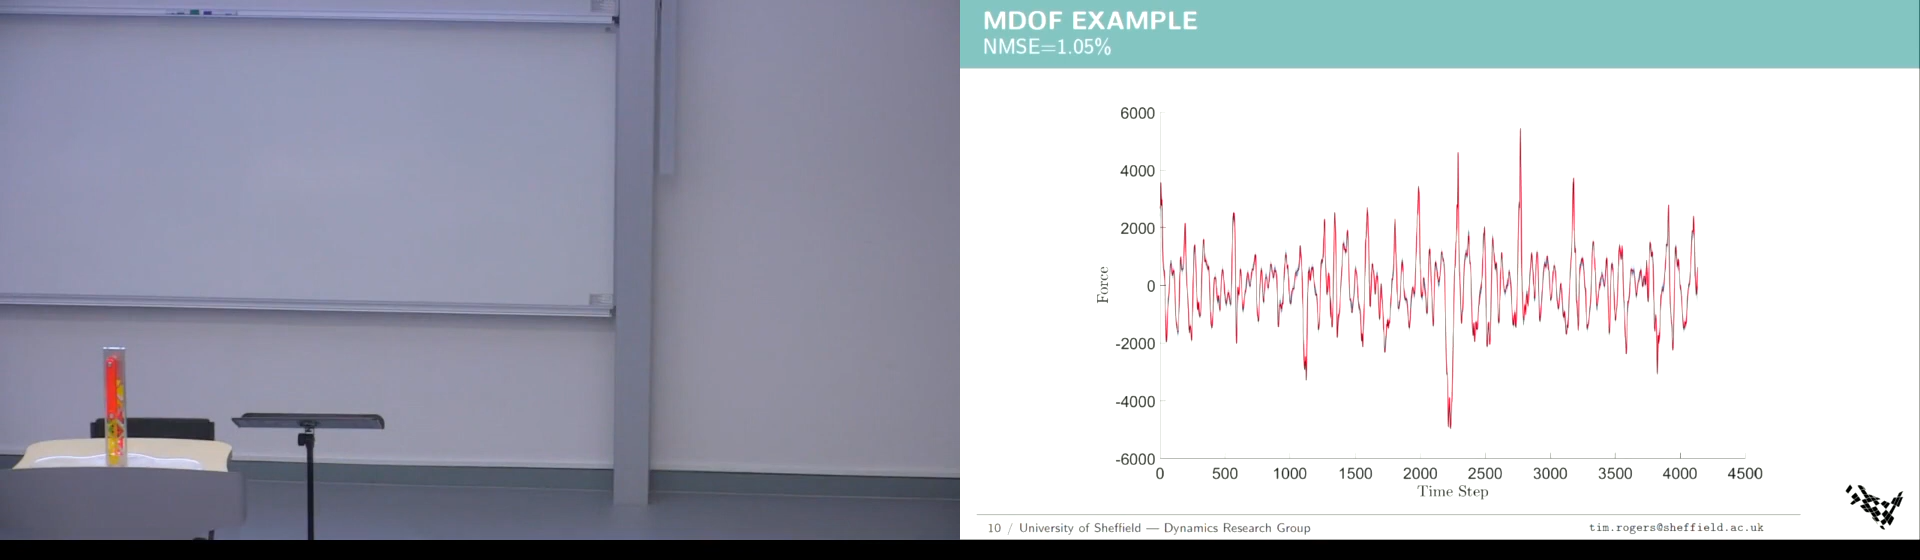 MDOF EXAMPLE
NMSE=1.05%
6000
4000
2000
0
-2000
-4000
-6000
Force
0 500 1000 1500 2000 2500 3000 3500 4000 4500
Time Step
10 / University of Sheffield — Dynamics Research Group tim.rogers@sheffield.ac.uk